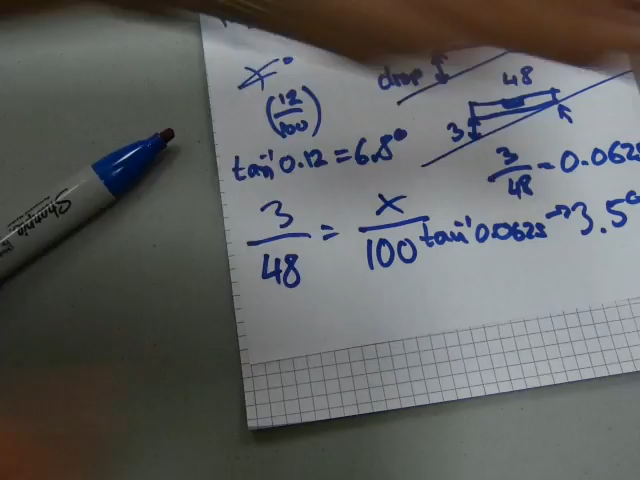 x°
drop
48
(12/100)
3
tan⁻¹ 0.12 = 6.8°
3/48 = 0.0625
3/48 = x/100
tan⁻¹ 0.0625 → 3.5°
Sharpie